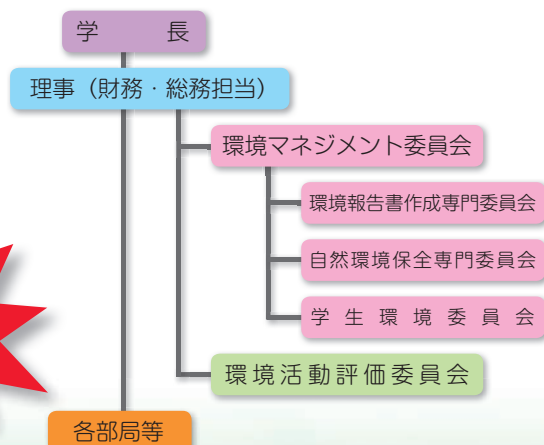 学長
理事（財務・総務担当）
環境マネジメント委員会
環境報告書作成専門委員会
自然環境保全専門委員会
学生環境委員会
環境活動評価委員会
各部局等